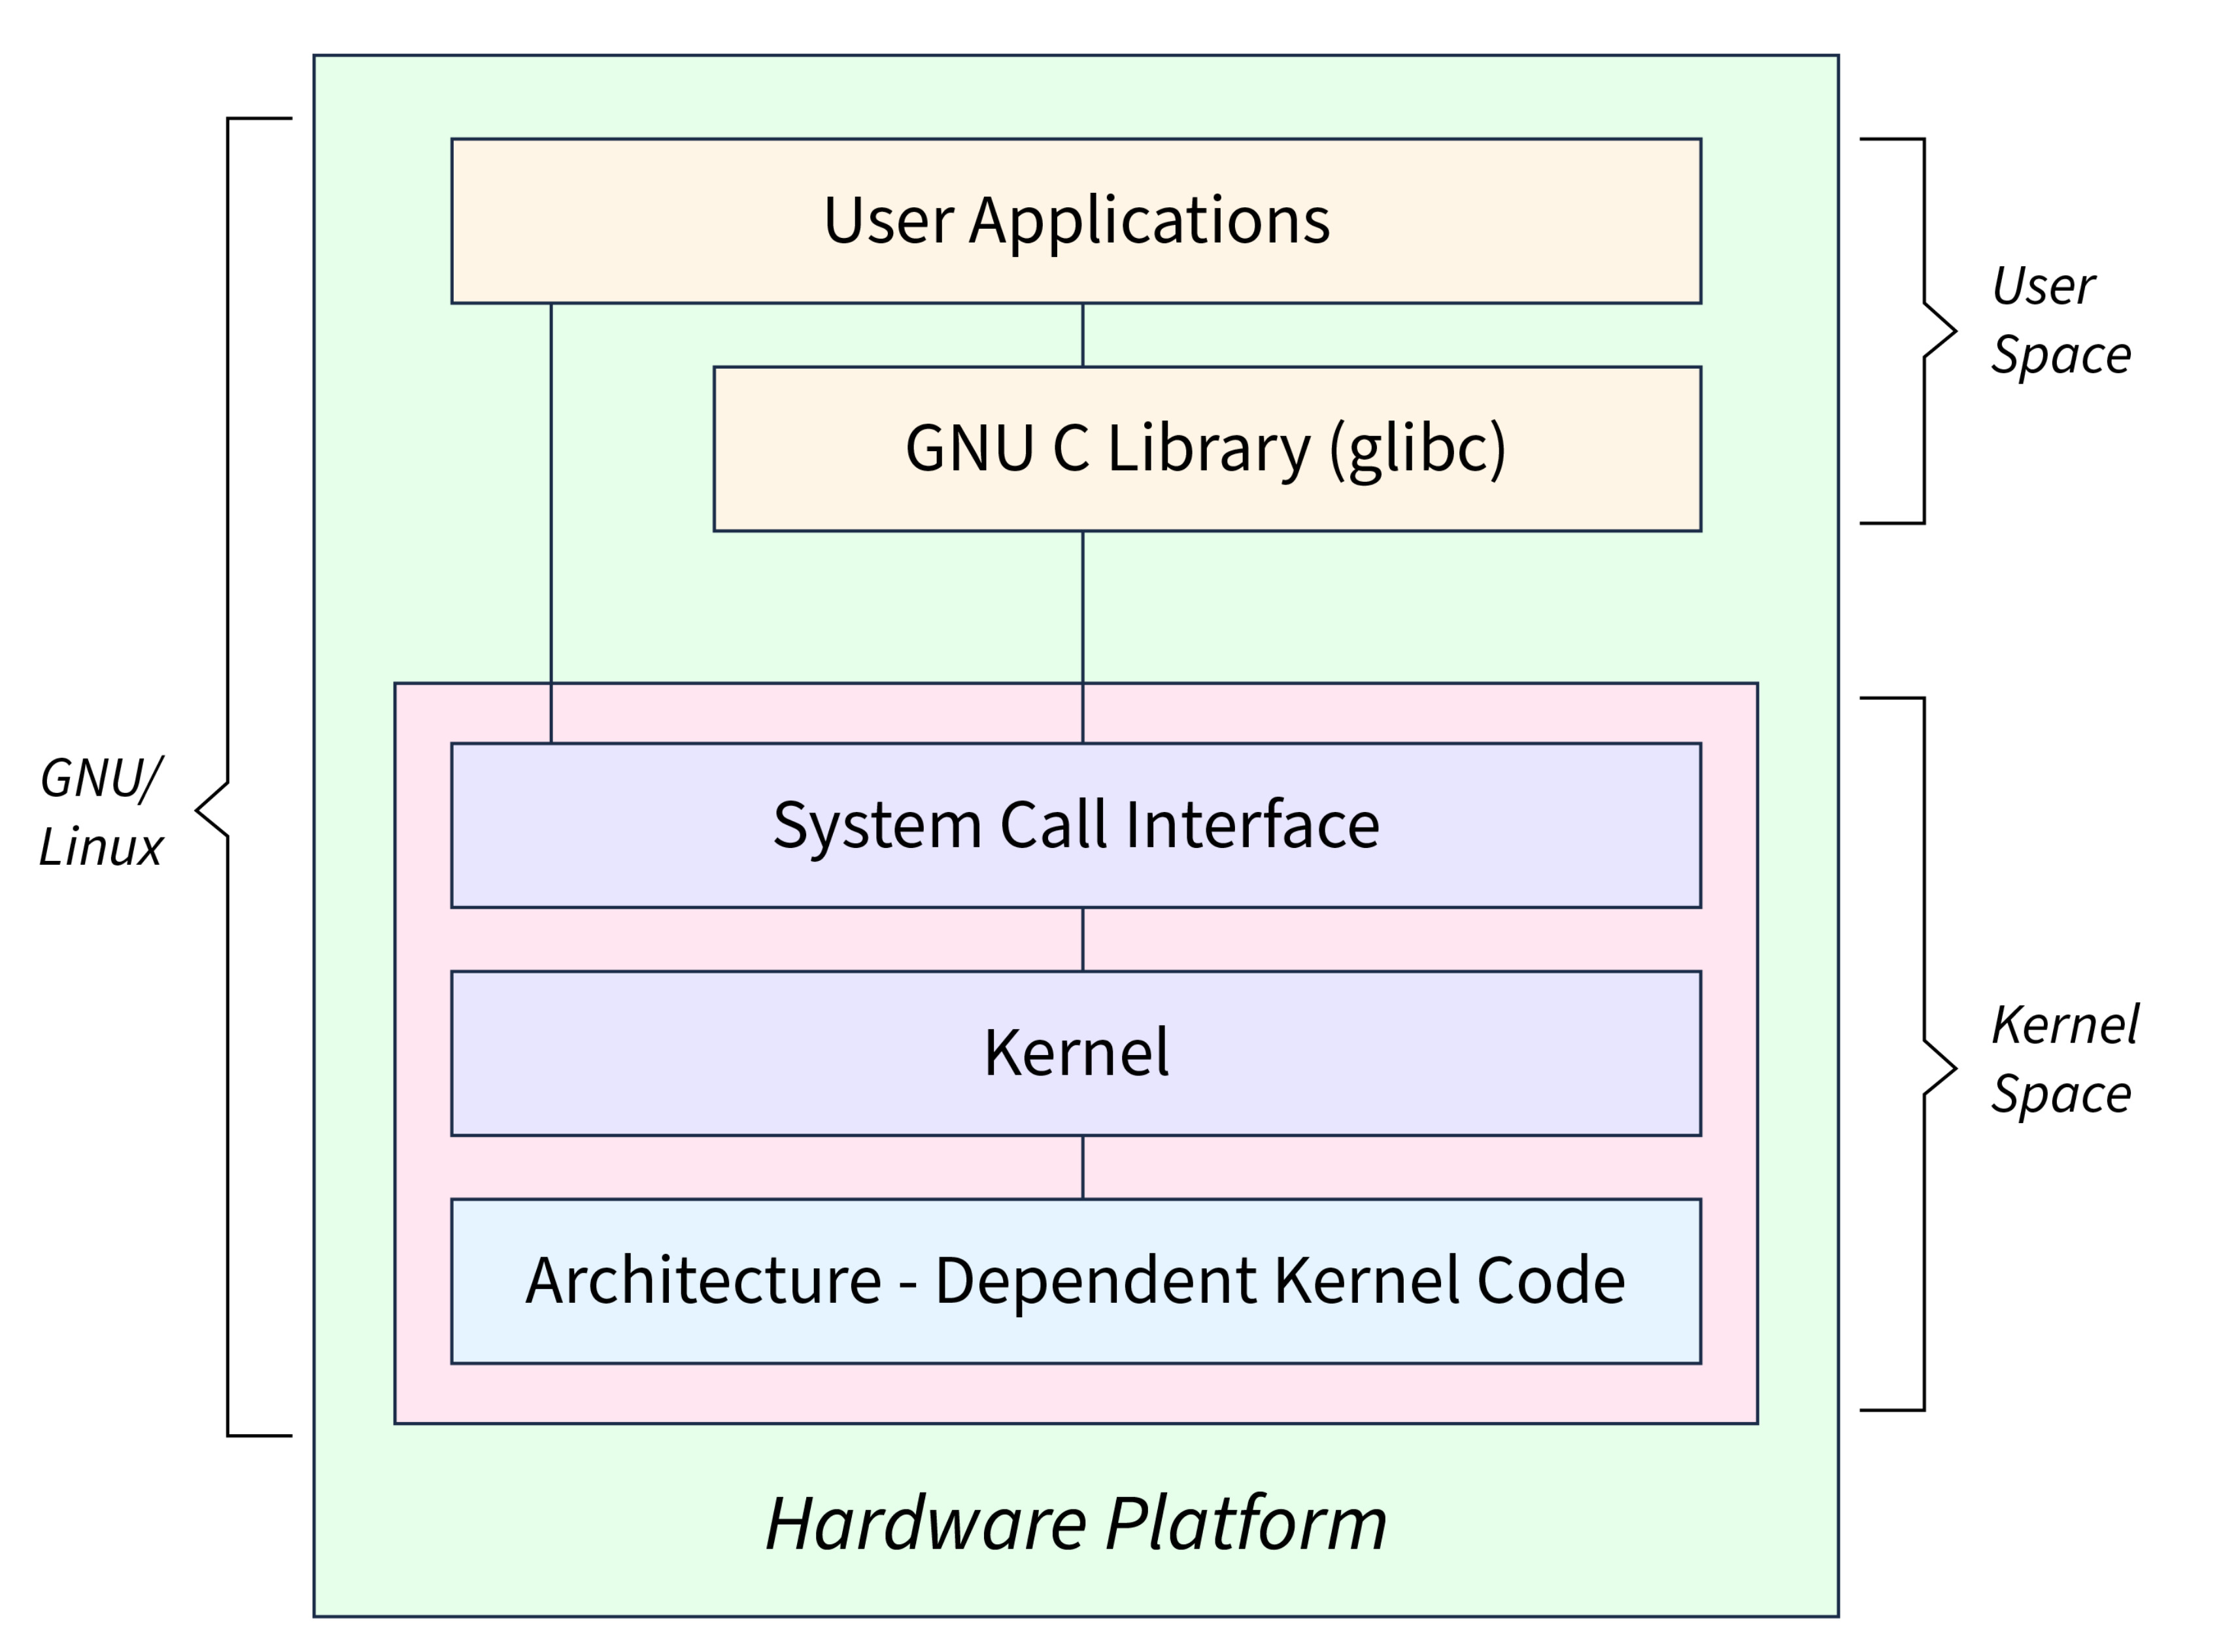 User Applications
User
Space
GNU C Library (glibc)
GNU/
Linux
System Call Interface
Kernel
Kernel
Space
Architecture - Dependent Kernel Code
Hardware Platform